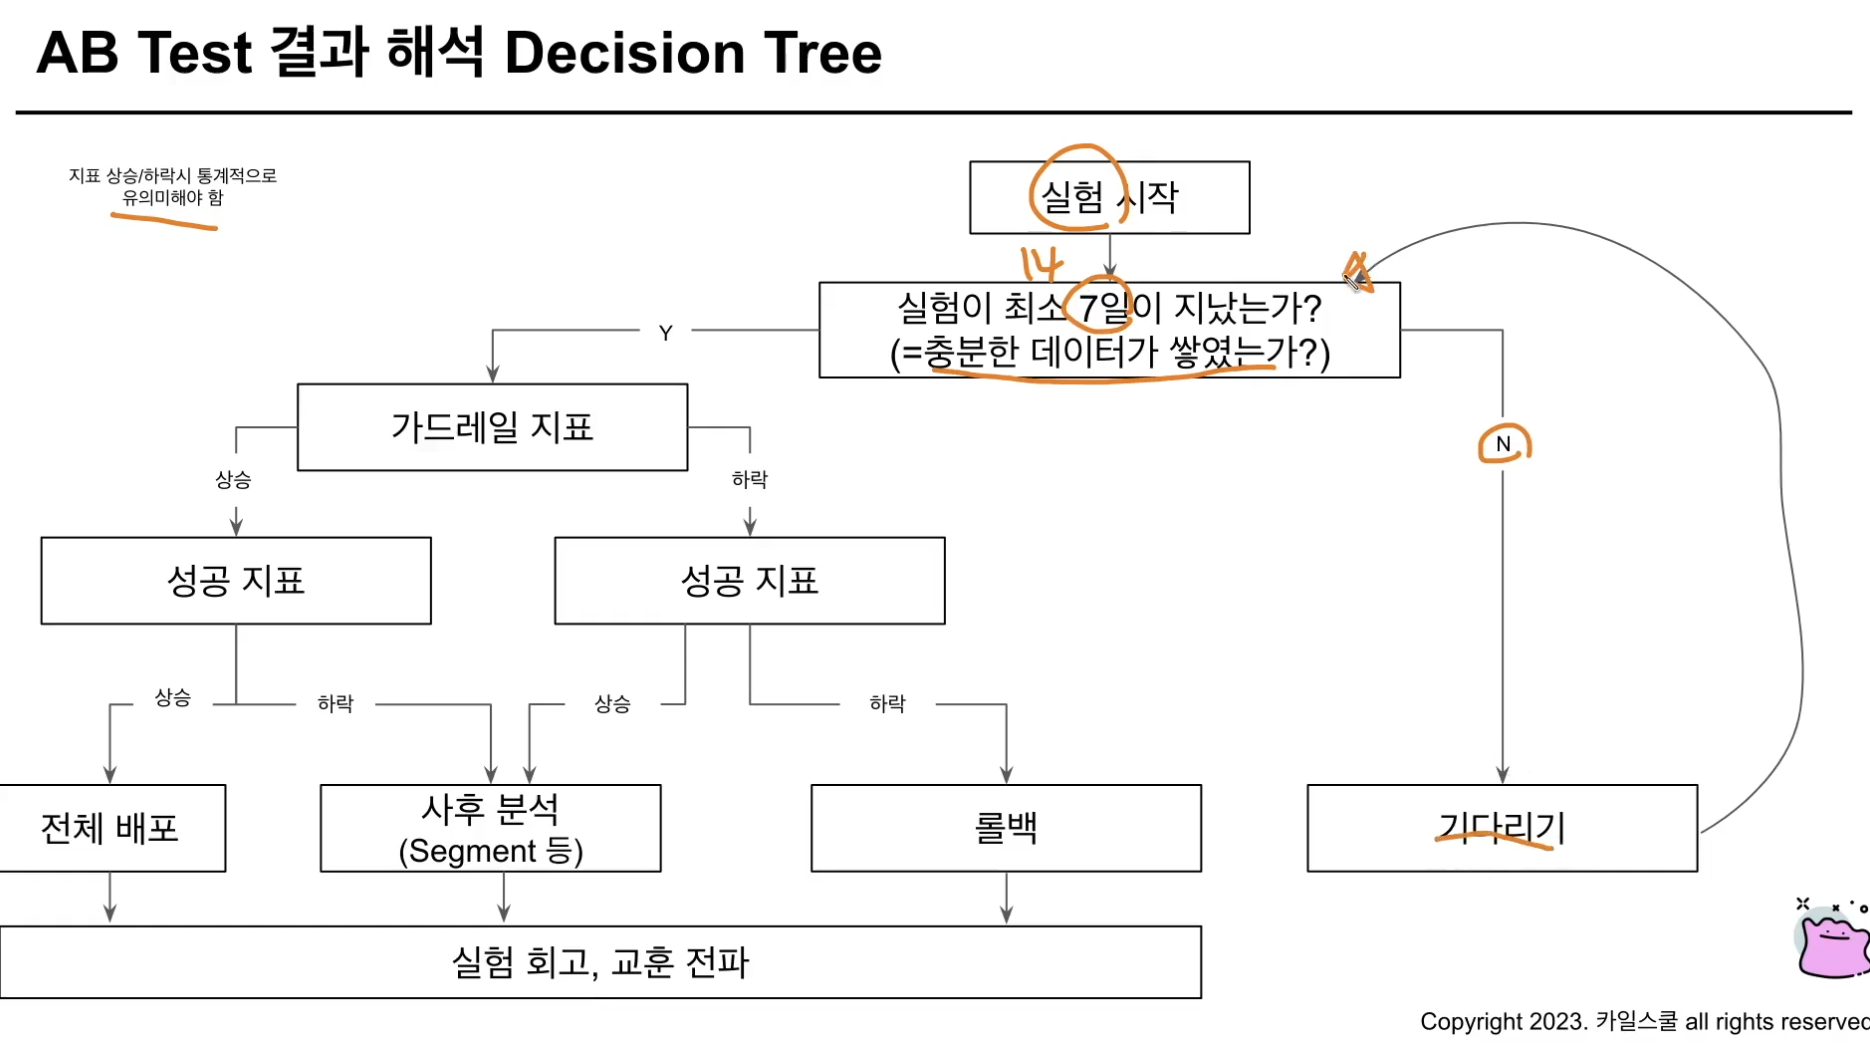 AB Test 결과 해석 Decision Tree
지표 상승/하락시 통계적으로
유의미해야 함
실험 시작
14
실험이 최소 7일이 지났는가?
(=충분한 데이터가 쌓였는가?)
Y
N
가드레일 지표
상승
하락
성공 지표
성공 지표
상승
하락
상승
하락
전체 배포
사후 분석
(Segment 등)
롤백
기다리기
실험 회고, 교훈 전파
Copyright 2023. 카일스쿨 all rights reserved